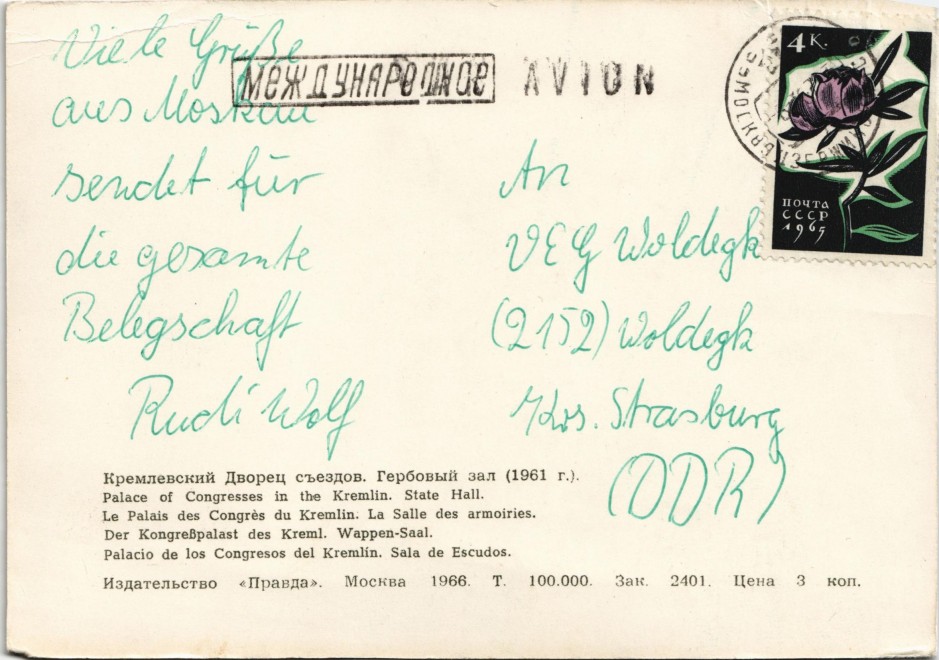 Viele Grüße
aus Moskau
sendet für
die gesamte
Belegschaft
Rudi Wolf
МЕЖДУНАРОДНОЕ
AVION
4 К.
ПОЧТА
СССР
1965
An
VEG Woldegk
(2152) Woldegk
Krs. Strasburg
(DDR)
Кремлевский Дворец съездов. Гербовый зал (1961 г.).
Palace of Congresses in the Kremlin. State Hall.
Le Palais des Congrès du Kremlin. La Salle des armoiries.
Der Kongreßpalast des Kreml. Wappen-Saal.
Palacio de los Congresos del Kremlin. Sala de Escudos.
Издательство «Правда». Москва 1966. Т. 100.000. Зак. 2401. Цена 3 коп.